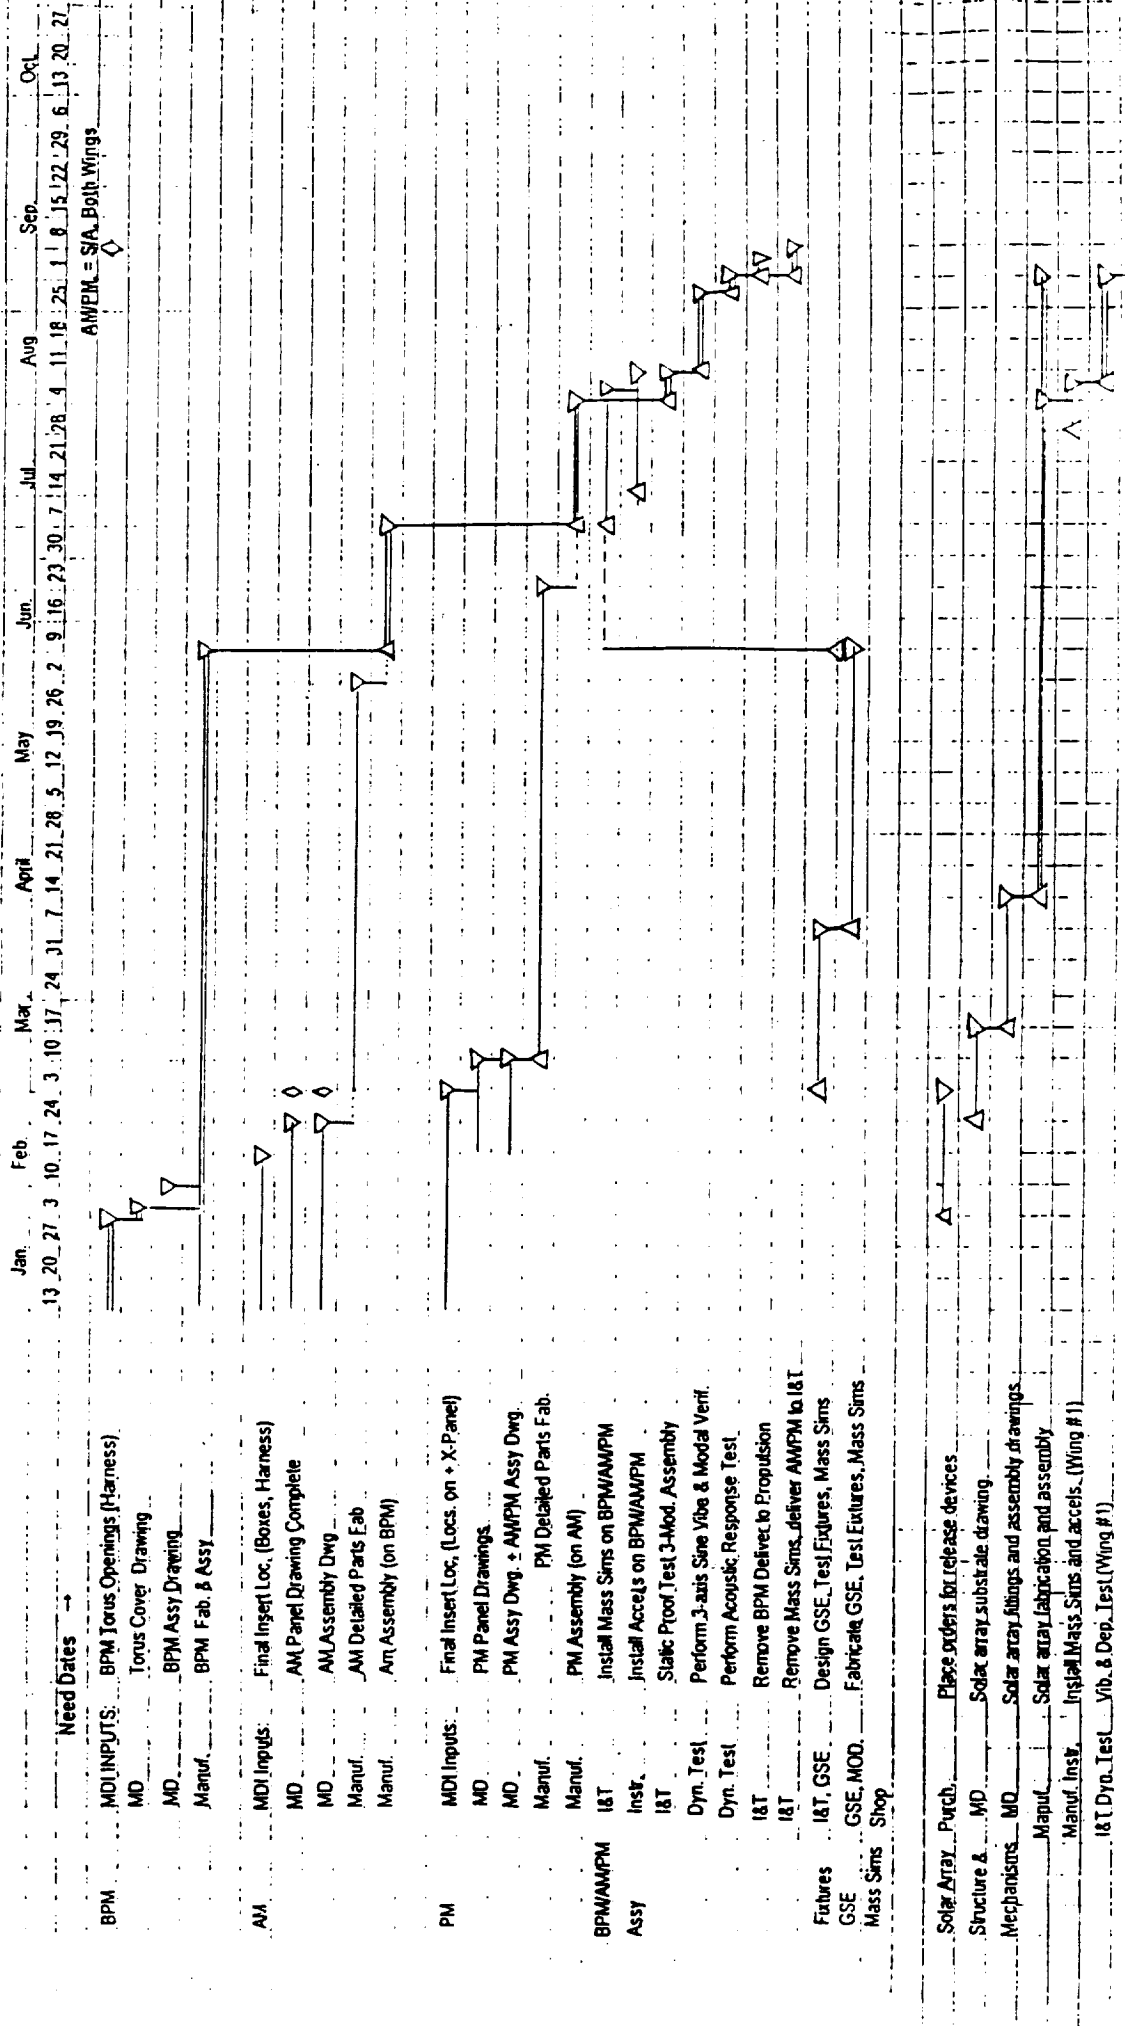 Jan. Feb. Mar. April May Jun. Jul Aug Sep. Oct.
Need Dates → 13 20 27 3 10 17 24 3 10 17 24 31 7 14 21 28 5 12 19 26 2 9 16 23 30 7 14 21 28 4 11 18 25 1 8 15 22 29 6 13 20 27
AM/PM = S/A Both Wings
BPM MDI INPUTS: BPM Torus Openings (Harness)
MD Torus Cover Drawing
MD BPM Assy Drawing
Manuf. BPM Fab. & Assy
AM MDI Inputs: Final Insert Loc, (Boxes, Harness)
MD AM Panel Drawing Complete
MD AM Assembly Dwg
Manuf. AM Detailed Parts Fab
Manuf. Am Assembly (on BPM)
PM MDI Inputs: Final Insert Loc, (Locs. on + X-Panel)
MD PM Panel Drawings
MD PM Assy Dwg. + AM/PM Assy Dwg.
Manuf. PM Detailed Parts Fab.
Manuf. PM Assembly (on AM)
BPM/AM/PM I&T Install Mass Sims on BPM/AM/PM
Assy Instr. Install Accels on BPM/AM/PM
I&T Static Proof Test 3-Mod. Assembly
Dyn. Test Perform 3-axis Sine Vibe & Modal Verif.
Dyn. Test Perform Acoustic Response Test
I&T Remove BPM Deliver to Propulsion
I&T Remove Mass Sims, deliver AM/PM to I&T
Fixtures I&T, GSE Design GSE, Test Fixtures, Mass Sims
GSE GSE, MOD. Fabricate GSE, Test Fixtures, Mass Sims
Mass Sims Shop
Solar Array Purch. Place orders for release devices
Structure & MD Solar array substrate drawing
Mechanisms MD Solar array fittings and assembly drawings
Manuf. Solar array fabrication and assembly
Manuf. Instr. Install Mass Sims and accels. (Wing #1)
I&T Dyn. Test Vib. & Dep. Test (Wing #1)